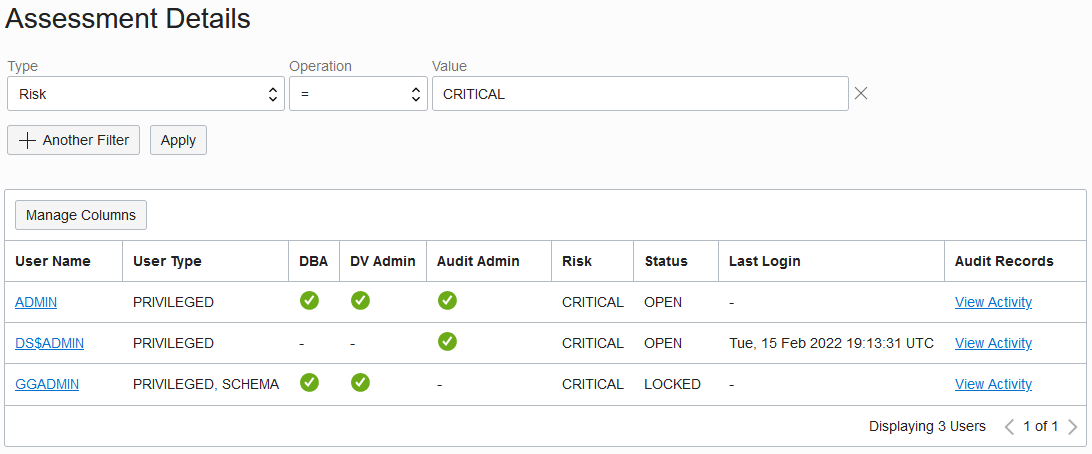 Assessment Details
Type Operation Value
Risk = CRITICAL
Another Filter Apply
Manage Columns
User Name User Type DBA DV Admin Audit Admin Risk Status Last Login Audit Records
ADMIN PRIVILEGED CRITICAL OPEN - View Activity
DS$ADMIN PRIVILEGED - - CRITICAL OPEN Tue, 15 Feb 2022 19:13:31 UTC View Activity
GGADMIN PRIVILEGED, SCHEMA - CRITICAL LOCKED - View Activity
Displaying 3 Users 1 of 1